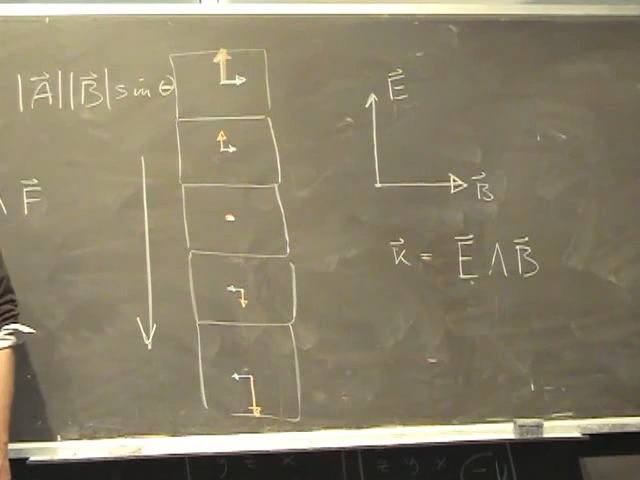 |A⃗||B⃗| sin θ
∧ F⃗
E⃗
B⃗
k⃗ = E⃗ ∧ B⃗
y z x
z y x (-y)